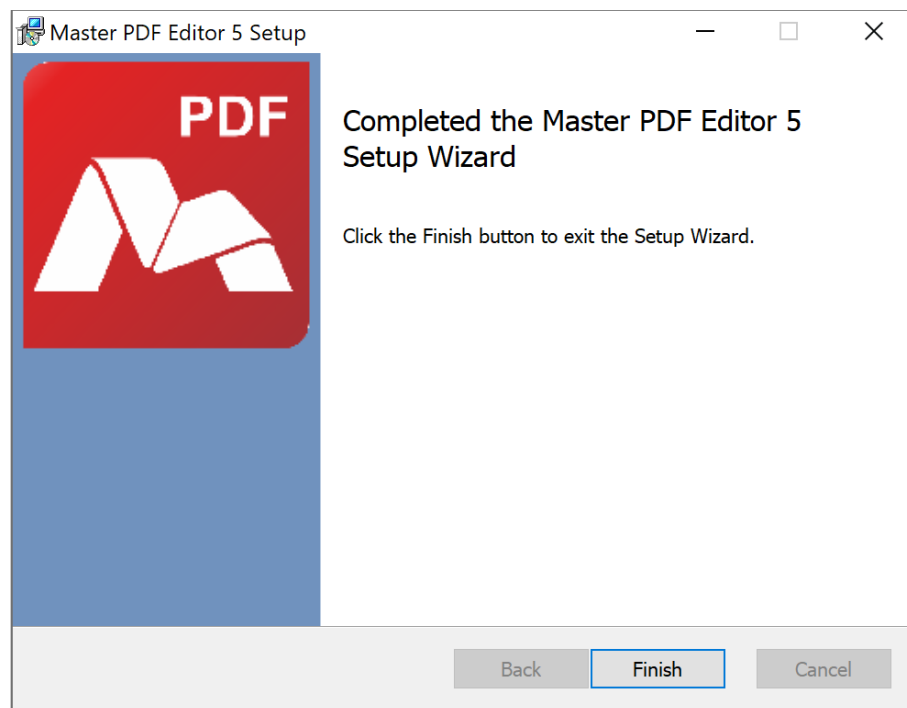 Master PDF Editor 5 Setup
PDF
Completed the Master PDF Editor 5
Setup Wizard
Click the Finish button to exit the Setup Wizard.
Back
Finish
Cancel